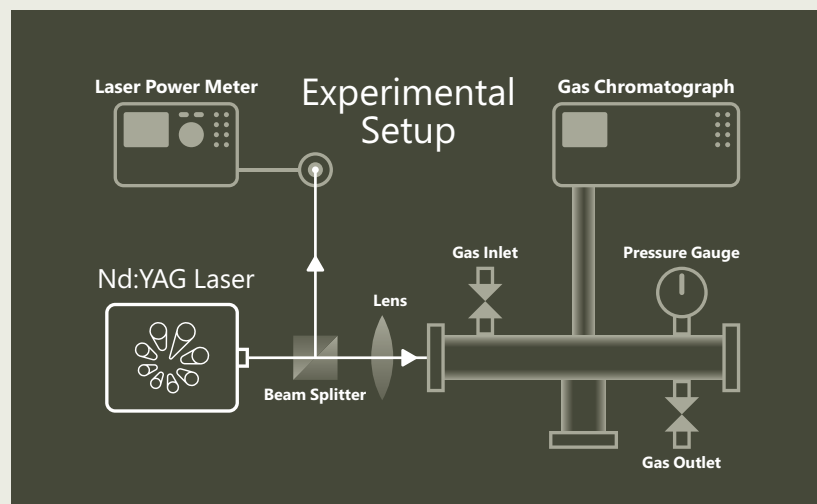 Laser Power Meter
Experimental
Setup
Gas Chromatograph
Gas Inlet
Pressure Gauge
Nd:YAG Laser
Lens
Beam Splitter
Gas Outlet